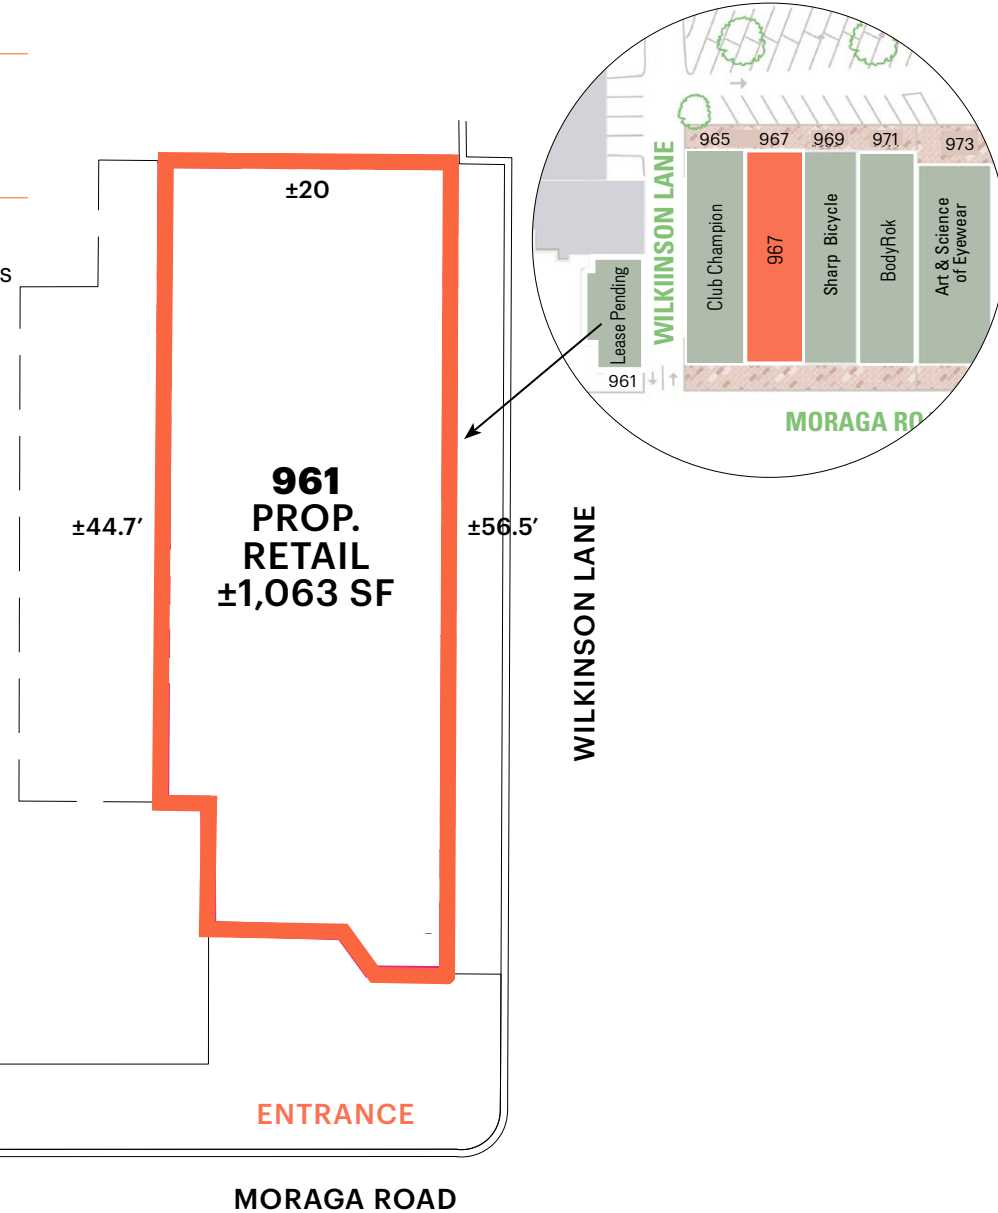 965
967
969
971
973
WILKIINSON LANE
Club Champion
967
Sharp Bicycle
BodyRok
Art & Science
of Eyewear
Lease Pending
961
MORAGA RO
±20
s
961
PROP.
RETAIL
±1,063 SF
±44.7’
±56.5’
WILKINSON LANE
ENTRANCE
MORAGA ROAD